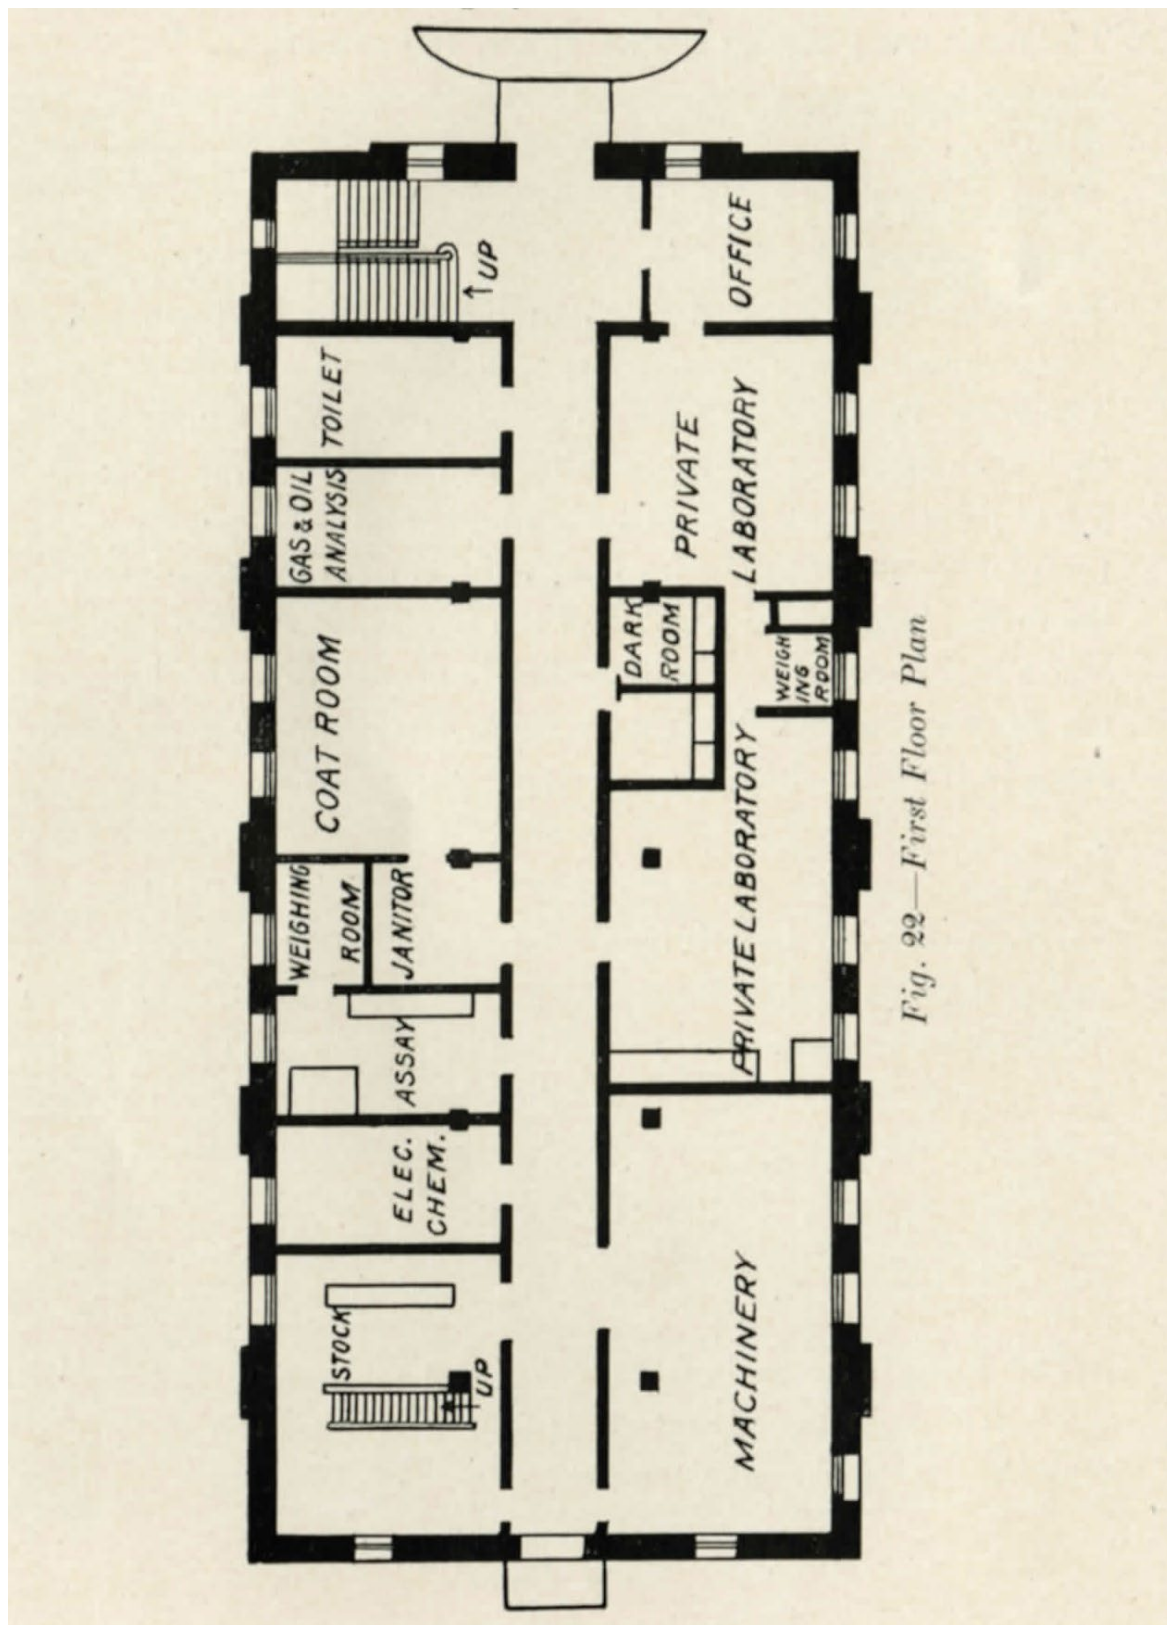 OFFICE
↑ UP
TOILET
PRIVATE
LABORATORY
GAS & OIL
ANALYSIS
DARK
ROOM
WEIGH
ING
ROOM
COAT ROOM
PRIVATE LABORATORY
WEIGHING
ROOM
JANITOR
ASSAY
ELEC.
CHEM.
STOCK
UP
MACHINERY
Fig. 22—First Floor Plan